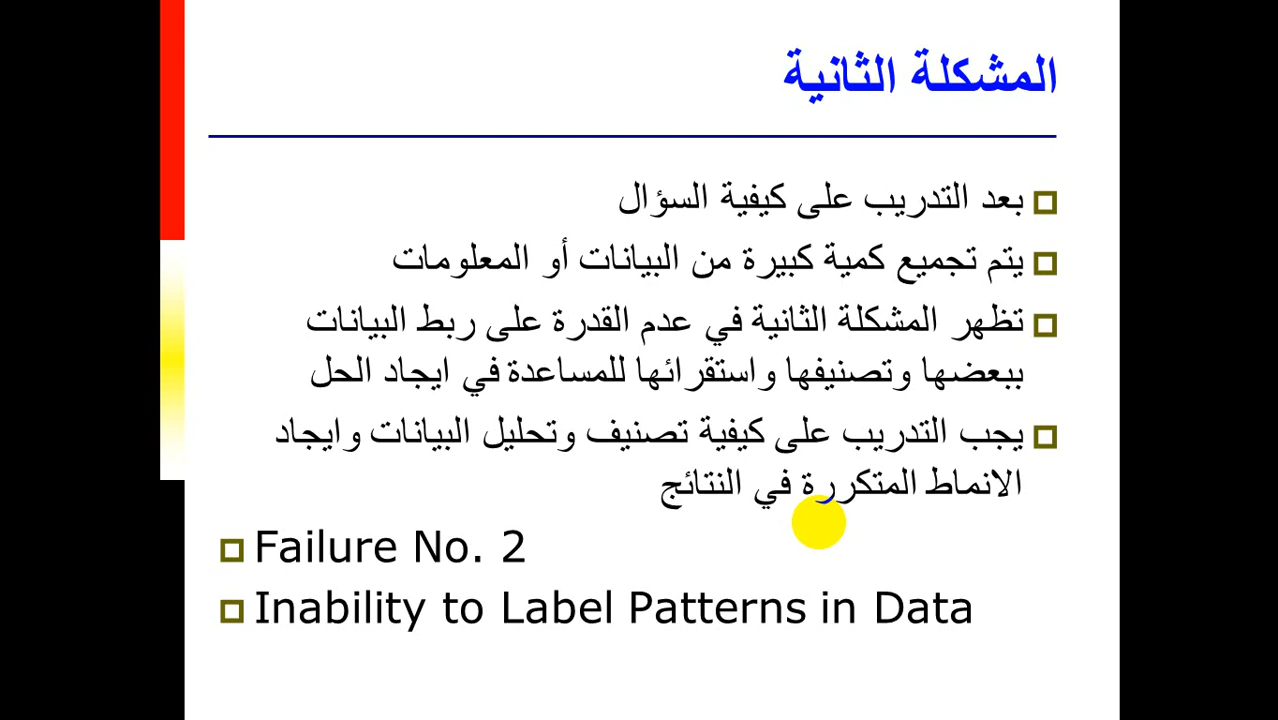 المشكلة الثانية
بعد التدريب على كيفية السؤال
يتم تجميع كمية كبيرة من البيانات أو المعلومات
تظهر المشكلة الثانية في عدم القدرة على ربط البيانات
ببعضها وتصنيفها واستقرائها للمساعدة في ايجاد الحل
يجب التدريب على كيفية تصنيف وتحليل البيانات وايجاد
الانماط المتكررة في النتائج
Failure No. 2
Inability to Label Patterns in Data